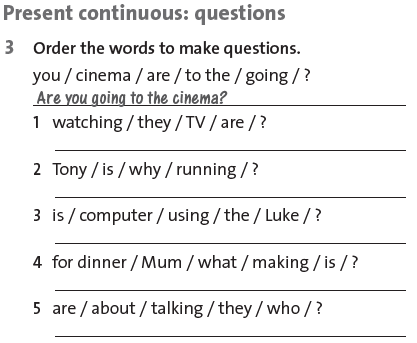 Present continuous: questions
3 Order the words to make questions.
you / cinema / are / to the / going / ?
Are you going to the cinema?
1 watching / they / TV / are / ?
2 Tony / is / why / running / ?
3 is / computer / using / the / Luke / ?
4 for dinner / Mum / what / making / is / ?
5 are / about / talking / they / who / ?